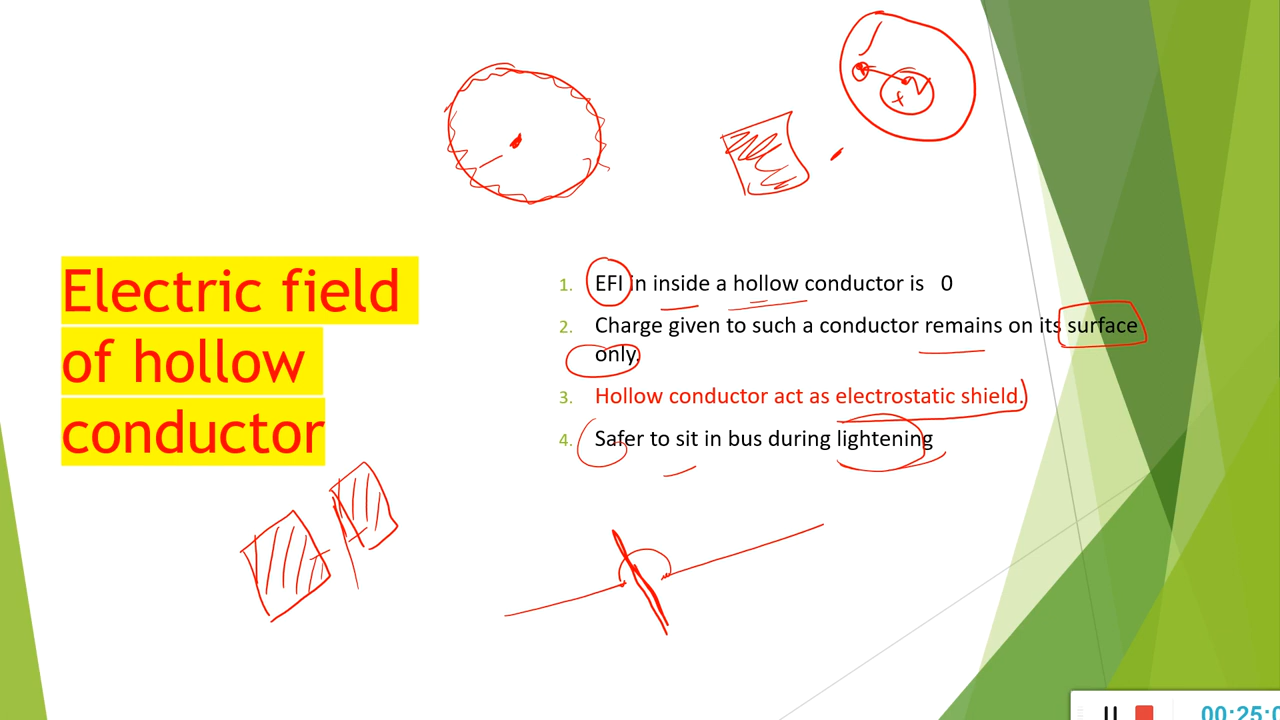 Electric field
of hollow
conductor
1. EFI in inside a hollow conductor is 0
2. Charge given to such a conductor remains on its surface
only.
3. Hollow conductor act as electrostatic shield.
4. Safer to sit in bus during lightening
+
00:25:0